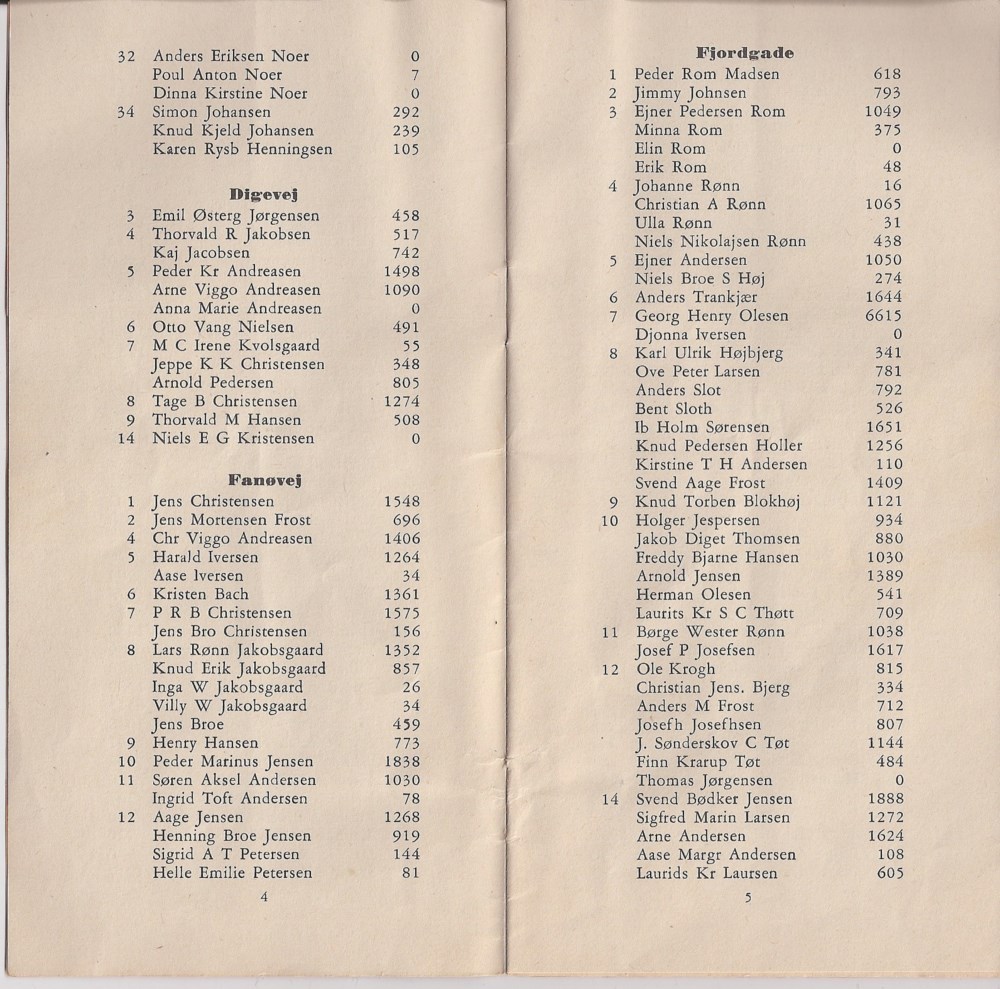 32 Anders Eriksen Noer 0
Poul Anton Noer 7
Dinna Kirstine Noer 0
34 Simon Johansen 292
Knud Kjeld Johansen 239
Karen Rysb Henningsen 105
Digevej
3 Emil Østerg Jørgensen 458
4 Thorvald R Jakobsen 517
Kaj Jacobsen 742
5 Peder Kr Andreasen 1498
Arne Viggo Andreasen 1090
Anna Marie Andreasen 0
6 Otto Vang Nielsen 491
7 M C Irene Kvolsgaard 55
Jeppe K K Christensen 348
Arnold Pedersen 805
8 Tage B Christensen 1274
9 Thorvald M Hansen 508
14 Niels E G Kristensen 0
Fanøvej
1 Jens Christensen 1548
2 Jens Mortensen Frost 696
4 Chr Viggo Andreasen 1406
5 Harald Iversen 1264
Aase Iversen 34
6 Kristen Bach 1361
7 P R B Christensen 1575
Jens Bro Christensen 156
8 Lars Rønn Jakobsgaard 1352
Knud Erik Jakobsgaard 857
Inga W Jakobsgaard 26
Villy W Jakobsgaard 34
Jens Broe 459
9 Henry Hansen 773
10 Peder Marinus Jensen 1838
11 Søren Aksel Andersen 1030
Ingrid Toft Andersen 78
12 Aage Jensen 1268
Henning Broe Jensen 919
Sigrid A T Petersen 144
Helle Emilie Petersen 81
4
Fjordgade
1 Peder Rom Madsen 618
2 Jimmy Johnsen 793
3 Ejner Pedersen Rom 1049
Minna Rom 375
Elin Rom 0
Erik Rom 48
4 Johanne Rønn 16
Christian A Rønn 1065
Ulla Rønn 31
Niels Nikolajsen Rønn 438
5 Ejner Andersen 1050
Niels Broe S Høj 274
6 Anders Trankjær 1644
7 Georg Henry Olesen 6615
Djonna Iversen 0
8 Karl Ulrik Højbjerg 341
Ove Peter Larsen 781
Anders Slot 792
Bent Sloth 526
Ib Holm Sørensen 1651
Knud Pedersen Holler 1256
Kirstine T H Andersen 110
Svend Aage Frost 1409
9 Knud Torben Blokhøj 1121
10 Holger Jespersen 934
Jakob Diget Thomsen 880
Freddy Bjarne Hansen 1030
Arnold Jensen 1389
Herman Olesen 541
Laurits Kr S C Thøtt 709
11 Børge Wester Rønn 1038
Josef P Josefsen 1617
12 Ole Krogh 815
Christian Jens. Bjerg 334
Anders M Frost 712
Josefh Josefhsen 807
J. Sønderskov C Tøt 1144
Finn Krarup Tøt 484
Thomas Jørgensen 0
14 Svend Bødker Jensen 1888
Sigfred Marin Larsen 1272
Arne Andersen 1624
Aase Margr Andersen 108
Laurids Kr Laursen 605
5